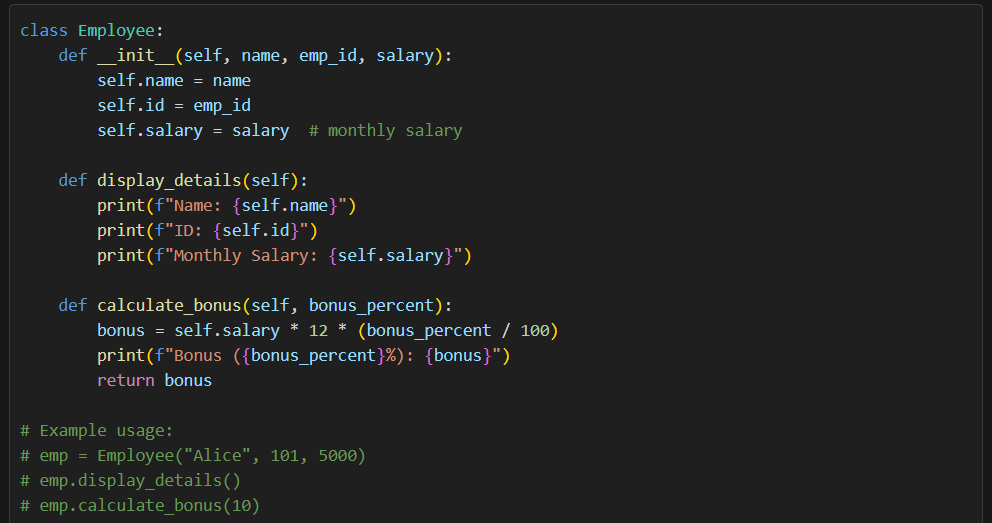 class Employee:
    def __init__(self, name, emp_id, salary):
        self.name = name
        self.id = emp_id
        self.salary = salary  # monthly salary

    def display_details(self):
        print(f"Name: {self.name}")
        print(f"ID: {self.id}")
        print(f"Monthly Salary: {self.salary}")

    def calculate_bonus(self, bonus_percent):
        bonus = self.salary * 12 * (bonus_percent / 100)
        print(f"Bonus ({bonus_percent}%): {bonus}")
        return bonus

# Example usage:
# emp = Employee("Alice", 101, 5000)
# emp.display_details()
# emp.calculate_bonus(10)